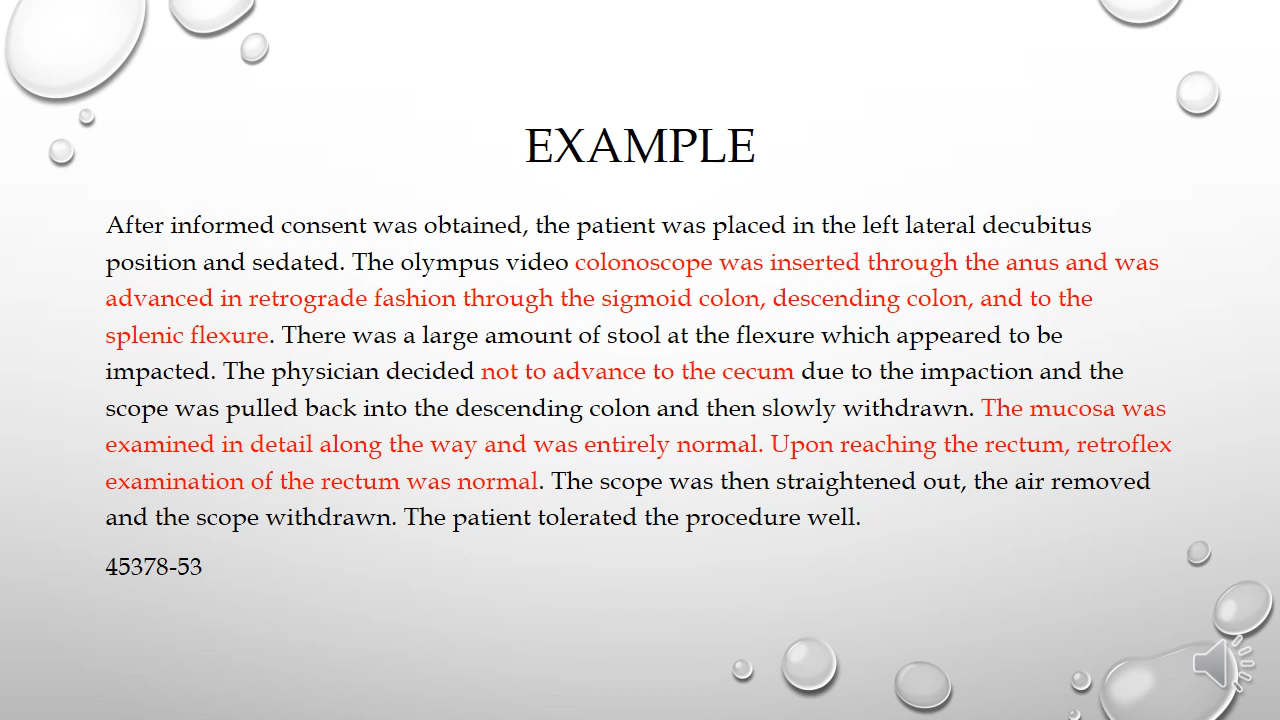 EXAMPLE
After informed consent was obtained, the patient was placed in the left lateral decubitus
position and sedated. The olympus video colonoscope was inserted through the anus and was
advanced in retrograde fashion through the sigmoid colon, descending colon, and to the
splenic flexure. There was a large amount of stool at the flexure which appeared to be
impacted. The physician decided not to advance to the cecum due to the impaction and the
scope was pulled back into the descending colon and then slowly withdrawn. The mucosa was
examined in detail along the way and was entirely normal. Upon reaching the rectum, retroflex
examination of the rectum was normal. The scope was then straightened out, the air removed
and the scope withdrawn. The patient tolerated the procedure well.
45378-53